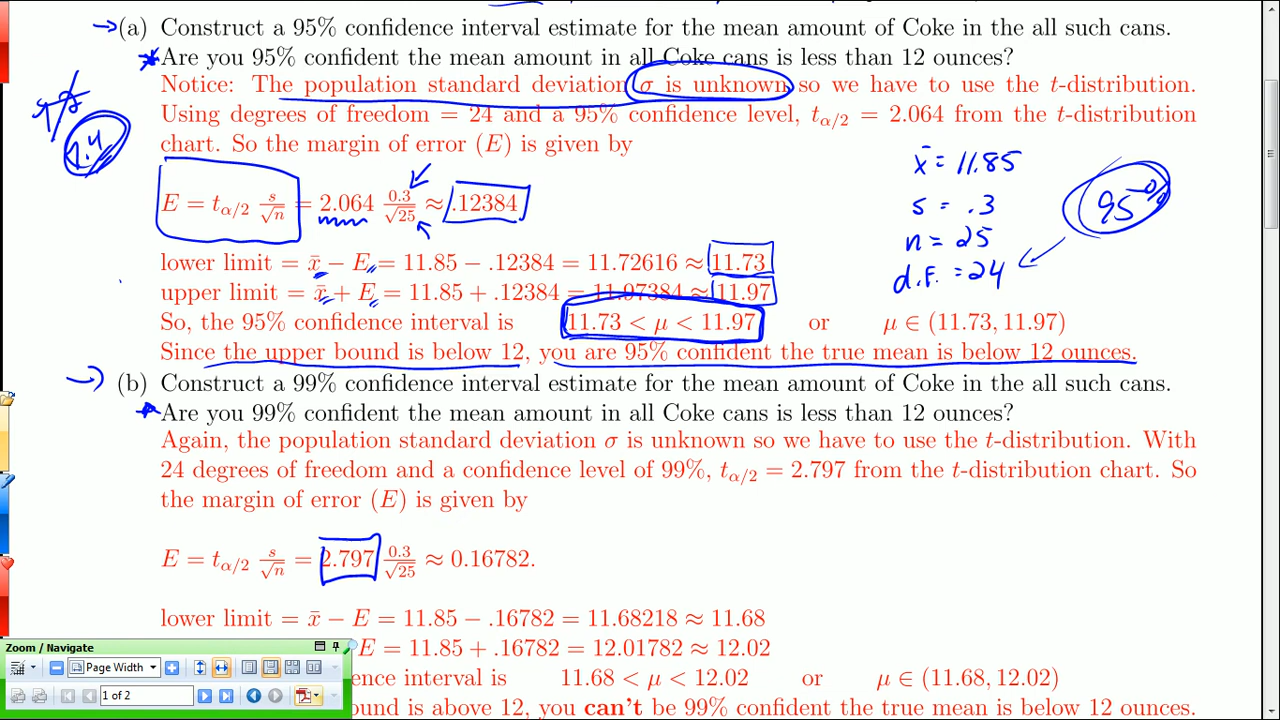 (a) Construct a 95% confidence interval estimate for the mean amount of Coke in the all such cans.
Are you 95% confident the mean amount in all Coke cans is less than 12 ounces?
Notice: The population standard deviation σ is unknown so we have to use the t-distribution.
Using degrees of freedom = 24 and a 95% confidence level, t_{α/2} = 2.064 from the t-distribution
chart. So the margin of error (E) is given by
7.4
x̄ = 11.85
s = .3
n = 25
d.F. = 24
95%
E = t_{α/2} s/√n = 2.064 0.3/√25 ≈ .12384
lower limit = x̄ − E = 11.85 − .12384 = 11.72616 ≈ 11.73
upper limit = x̄ + E = 11.85 + .12384 = 11.97384 ≈ 11.97
So, the 95% confidence interval is 11.73 < μ < 11.97 or μ ∈ (11.73, 11.97)
Since the upper bound is below 12, you are 95% confident the true mean is below 12 ounces.
(b) Construct a 99% confidence interval estimate for the mean amount of Coke in the all such cans.
Are you 99% confident the mean amount in all Coke cans is less than 12 ounces?
Again, the population standard deviation σ is unknown so we have to use the t-distribution. With
24 degrees of freedom and a confidence level of 99%, t_{α/2} = 2.797 from the t-distribution chart. So
the margin of error (E) is given by
E = t_{α/2} s/√n = 2.797 0.3/√25 ≈ 0.16782.
lower limit = x̄ − E = 11.85 − .16782 = 11.68218 ≈ 11.68
E = 11.85 + .16782 = 12.01782 ≈ 12.02
ence interval is 11.68 < μ < 12.02 or μ ∈ (11.68, 12.02)
ound is above 12, you can't be 99% confident the true mean is below 12 ounces.
Zoom / Navigate
Page Width
1 of 2